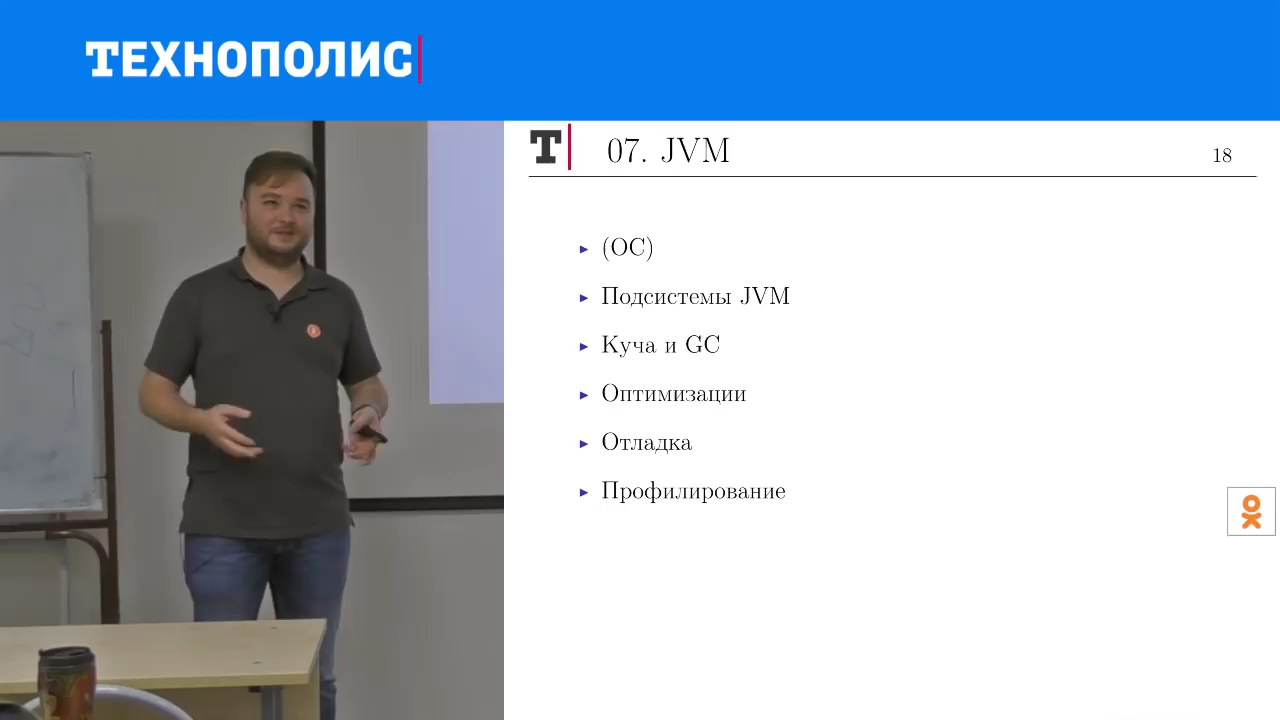 ТЕХНОПОЛИС
Т 07. JVM 18
(ОС)
Подсистемы JVM
Куча и GC
Оптимизации
Отладка
Профилирование